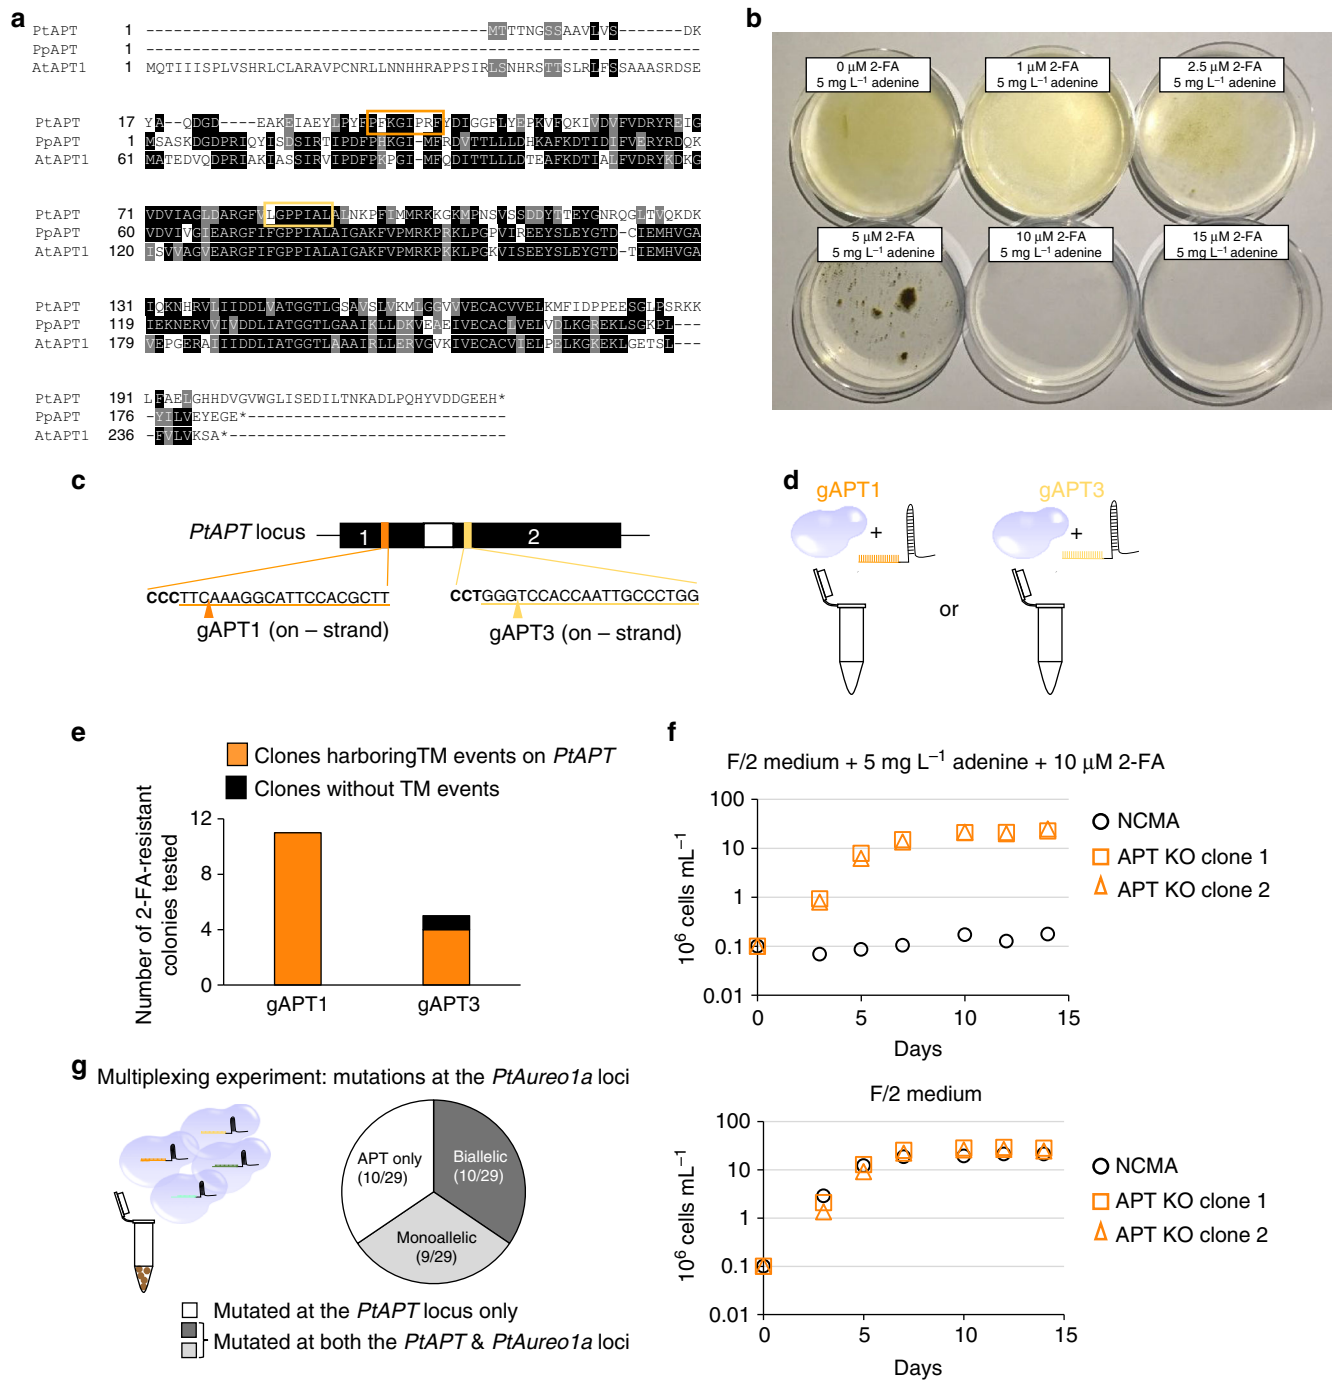 a
PtAPT 1 --------------------------------------MTTTNGSSAAVLVS-------DK
PpAPT 1 --------------------------------------------------------------
AtAPT1 1 MQTIIISPLVSHRLCLARAVPCNRLLNNHHRAPPSIRLSNHRSTTSLRLFSSAAASRDSE
PtAPT 17 YA--QDGD----EAKEIAEYLPYFPFKGIPRFYDIGGFLYEPKVFQKIVDVFVDRYREIG
PpAPT 1 MSASKDGDPRIQYISDSIRTIPDFPHKGI-MFRDVTTLLLDHKAFKDTIDIFVERYRDQK
AtAPT1 61 MATEDVQDPRIAKIASSIRVIPDFPKPGI-MFQDITTLLLDTEAFKDTIALFVDRYKDKG
PtAPT 71 VDVIAGLDARGFVLGPPIALALNKPFIMMRKKGKMPNSVSSDDYTTEYGNRQGLTVQKDK
PpAPT 60 VDVIVGIEARGFIFGPPIALAIGAKFVPMRKPRKLPGPVIREEYSLEYGTD-CIEMHVGA
AtAPT1 120 ISVVAGVEARGFIFGPPIALAIGAKFVPMRKPKKLPGKVISEEYSLEYGTD-TIEMHVGA
PtAPT 131 IQKNHRVLIIDDLVATGGTLGSAVSLVKMLGGVVVECACVVELKMFIDPPEESGLPSRKK
PpAPT 119 IEKNERVVIVDDLIATGGTLGAAIKLLDKVEAEIVECACLVELVDLKGREKLSGKPL---
AtAPT1 179 VEPGERAIIIDDLIATGGTLAAAIRLLERVGVKIVECACVIELPELKGKEKLGETSL---
PtAPT 191 LFAELGHHDVGVWGLISEDILTNKADLPQHYVDDGEEH*
PpAPT 176 -YILVEYEGE*----------------------------
AtAPT1 236 -FVLVKSA*------------------------------
b
0 μM 2-FA
5 mg L–1 adenine
1 μM 2-FA
5 mg L–1 adenine
2.5 μM 2-FA
5 mg L–1 adenine
5 μM 2-FA
5 mg L–1 adenine
10 μM 2-FA
5 mg L–1 adenine
15 μM 2-FA
5 mg L–1 adenine
c
PtAPT locus
1
2
CCCTTCAAAGGCATTCCACGCTT
gAPT1 (on – strand)
CCTGGGTCCACCAATTGCCCTGG
gAPT3 (on – strand)
d
gAPT1
gAPT3
+
+
or
e
Clones harboringTM events on PtAPT
Clones without TM events
Number of 2-FA-resistant
colonies tested
12
8
4
0
gAPT1 gAPT3
f
F/2 medium + 5 mg L–1 adenine + 10 μM 2-FA
10⁶ cells mL–1
100
10
1
0.1
0.01
0 5 10 15
Days
NCMA
APT KO clone 1
APT KO clone 2
F/2 medium
10⁶ cells mL–1
100
10
1
0.1
0.01
0 5 10 15
Days
NCMA
APT KO clone 1
APT KO clone 2
g
Multiplexing experiment: mutations at the PtAureo1a loci
APT only
(10/29)
Biallelic
(10/29)
Monoallelic
(9/29)
Mutated at the PtAPT locus only
Mutated at both the PtAPT & PtAureo1a loci